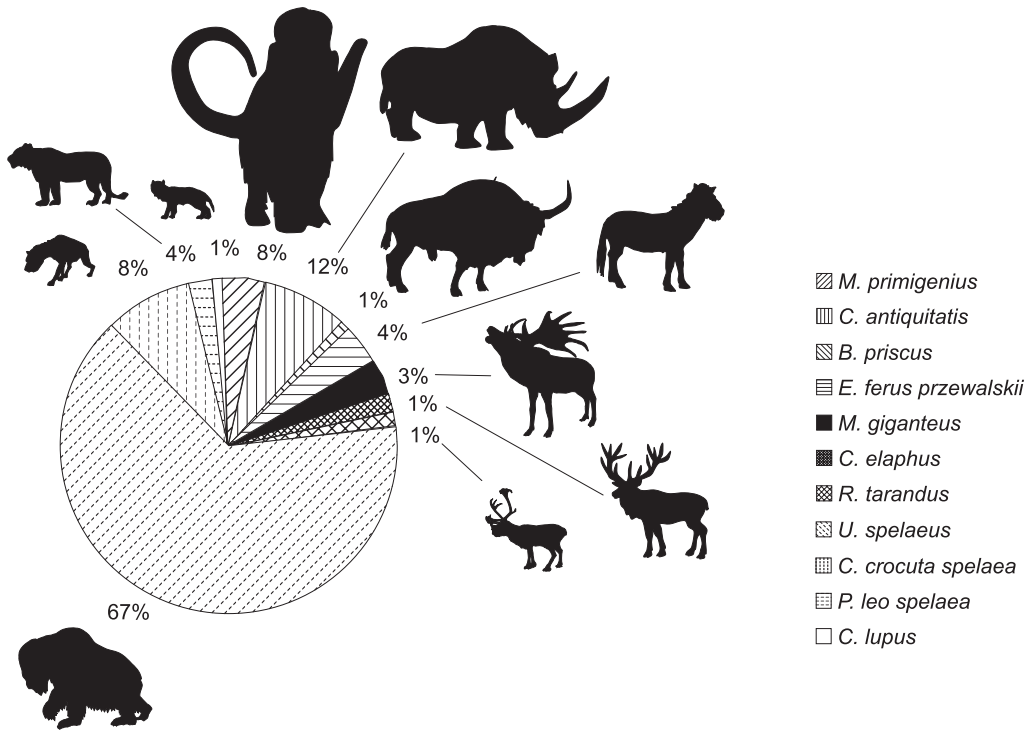 4%
1%
8%
8%
12%
1%
4%
3%
1%
1%
67%
M. primigenius
C. antiquitatis
B. priscus
E. ferus przewalskii
M. giganteus
C. elaphus
R. tarandus
U. spelaeus
C. crocuta spelaea
P. leo spelaea
C. lupus